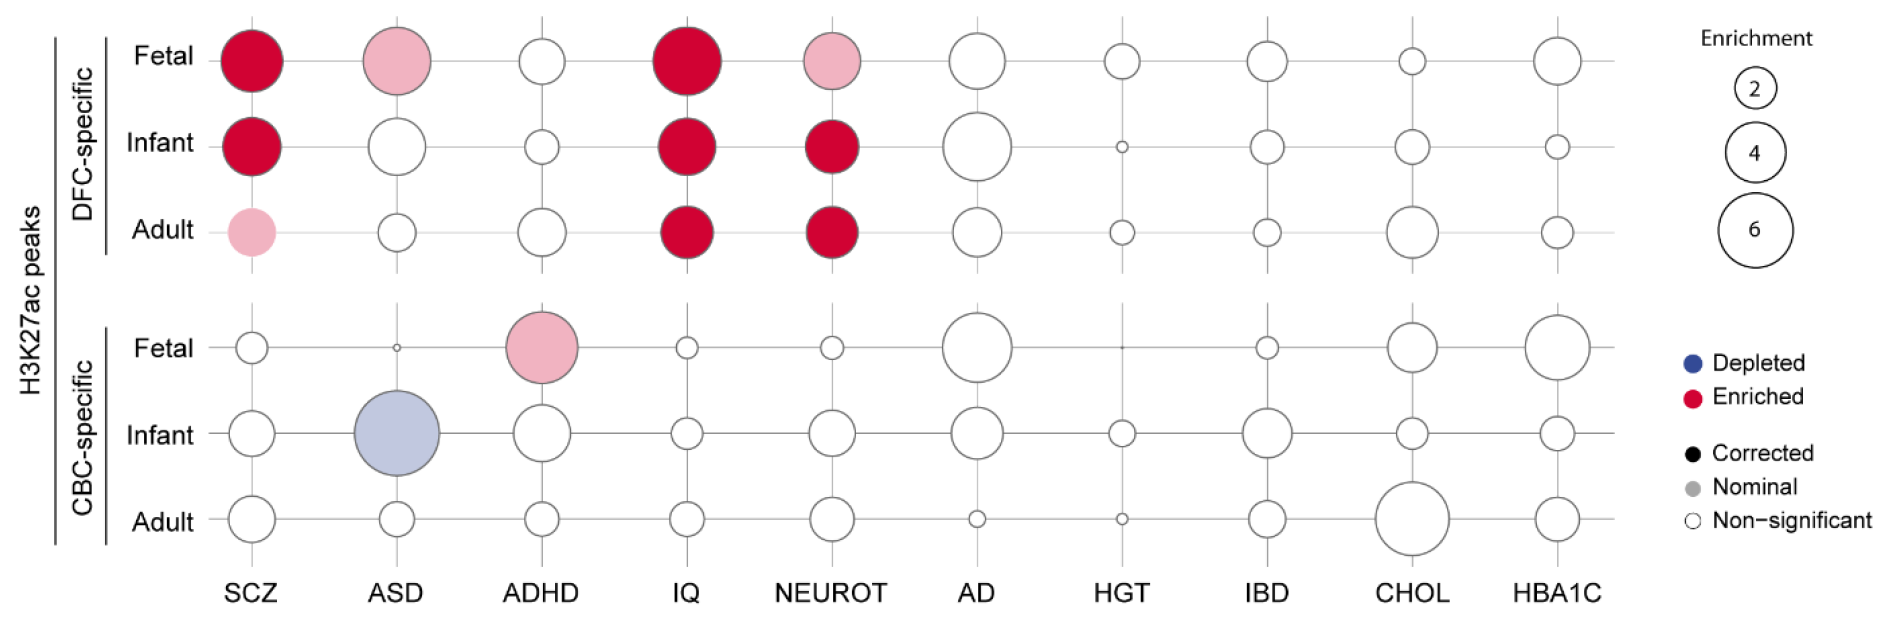 H3K27ac peaks
DFC-specific
Fetal
Infant
Adult
CBC-specific
Fetal
Infant
Adult
SCZ ASD ADHD IQ NEUROT AD HGT IBD CHOL HBA1C
Enrichment
2
4
6
Depleted
Enriched
Corrected
Nominal
Non−significant